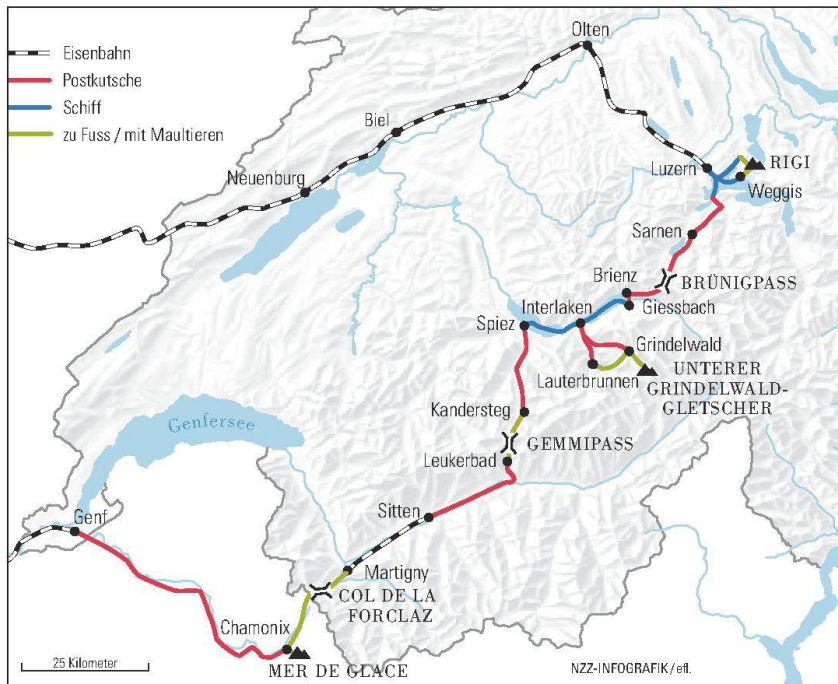 Eisenbahn
Postkutsche
Schiff
zu Fuss / mit Maultieren
Olten
Biel
Neuenburg
Luzern
RIGI
Weggis
Sarnen
Brienz
BRÜNIGPASS
Giessbach
Interlaken
Spiez
Grindelwald
Lauterbrunnen
UNTERER
GRINDELWALD-
GLETSCHER
Kandersteg
GEMMIPASS
Leukerbad
Genfersee
Sitten
Genf
Martigny
COL DE LA
FORCLAZ
Chamonix
MER DE GLACE
25 Kilometer
NZZ-INFOGRAFIK/efl.